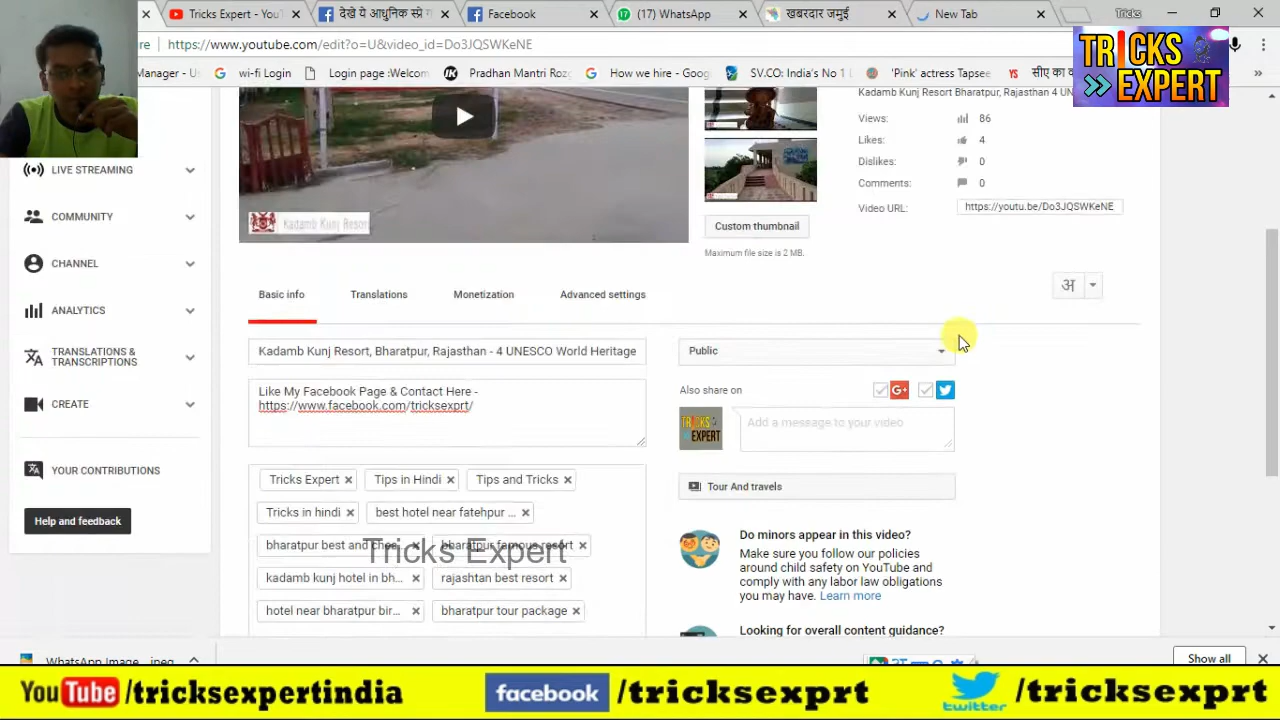 Tricks Expert - You
देखे ये आधुनिक स्प्रे
Facebook
(17) WhatsApp
खबरदार जमुई
New Tab
Tricks
https://www.youtube.com/edit?o=U&video_id=Do3JQSWKeNE
TRICKS
EXPERT
wi-fi Login
Login page :Welcom
Pradhan Mantri Rozg
How we hire - Goog
SV.CO: India's No 1
'Pink' actress Tapsee
Kadamb Kunj Resort Bharatpur, Rajasthan 4
Views: 86
Likes: 4
Dislikes: 0
Comments: 0
Video URL: https://youtu.be/Do3JQSWKeNE
Kadamb Kunj Resort
Custom thumbnail
Maximum file size is 2 MB.
LIVE STREAMING
COMMUNITY
CHANNEL
ANALYTICS
TRANSLATIONS &
TRANSCRIPTIONS
CREATE
YOUR CONTRIBUTIONS
Help and feedback
Basic info
Translations
Monetization
Advanced settings
अ
Kadamb Kunj Resort, Bharatpur, Rajasthan - 4 UNESCO World Heritage
Like My Facebook Page & Contact Here -
https://www.facebook.com/tricksexprt/
Tricks Expert
Tips in Hindi
Tips and Tricks
Tricks in hindi
best hotel near fatehpur ...
bharatpur best and
bharatpur famous resort
Tricks Expert
kadamb kunj hotel in bh...
rajashtan best resort
hotel near bharatpur bir...
bharatpur tour package
Public
Also share on
Add a message to your video
Tour And travels
Do minors appear in this video?
Make sure you follow our policies
around child safety on YouTube and
comply with any labor law obligations
you may have. Learn more
Looking for overall content guidance?
WhatsApp Image ...jpeg
Show all
YouTube /tricksexpertindia
facebook /tricksexprt
twitter /tricksexprt